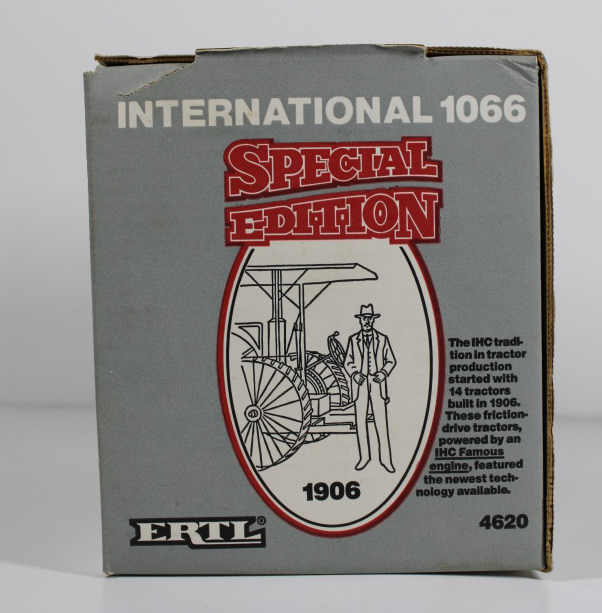 INTERNATIONAL 1066
SPECIAL
EDITION
The IHC tradi-
tion in tractor
production
started with
14 tractors
built in 1906.
These friction-
drive tractors,
powered by an
IHC Famous
engine, featured
the newest tech-
nology available.
1906
ERTL®
4620